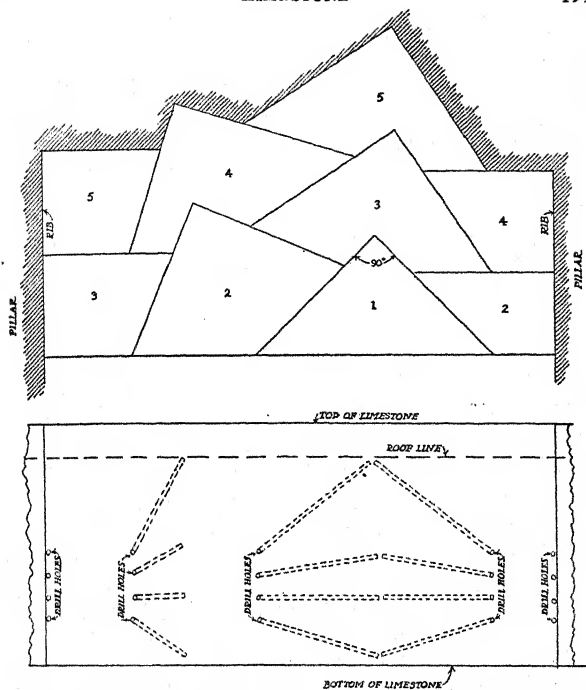 5
4
5
3
4
RIB
RIB
90°
3
2
1
2
PILLAR
PILLAR
TOP OF LIMESTONE
ROOF LINE
DRILL HOLES
DRILL HOLES
DRILL HOLES
DRILL HOLES
DRILL HOLES
BOTTOM OF LIMESTONE